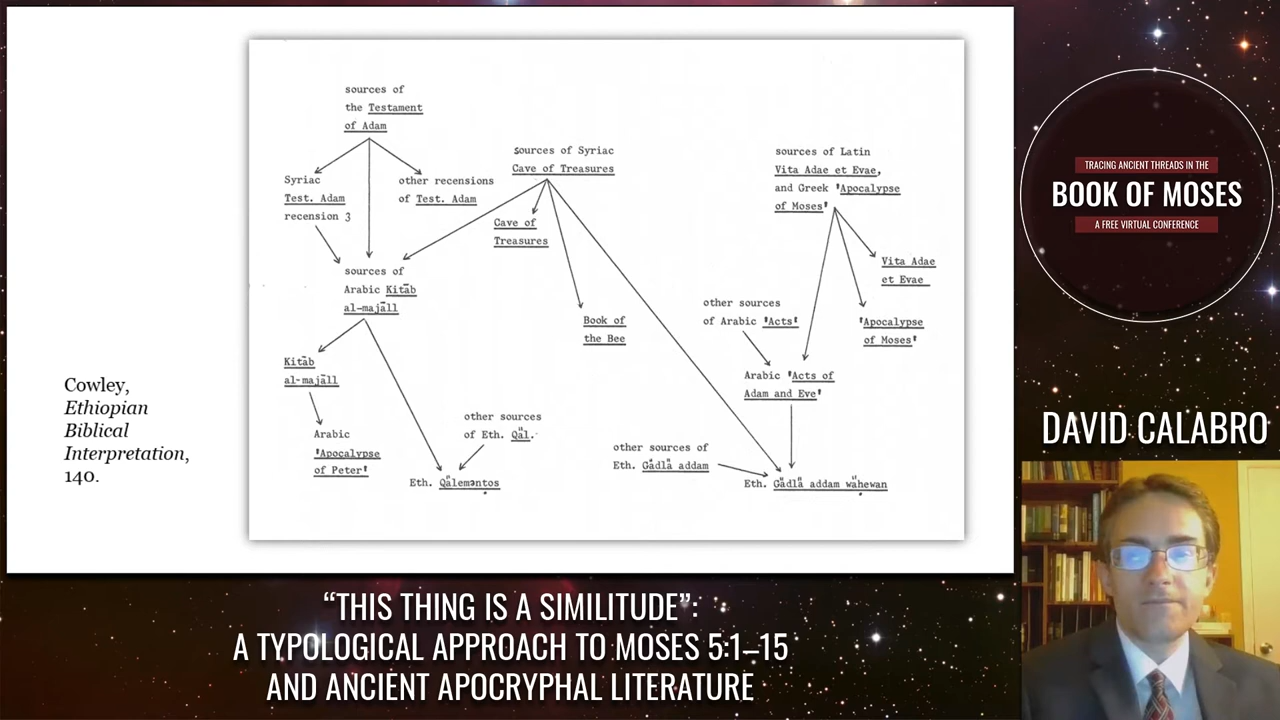 sources of
the Testament
of Adam
Syriac
Test. Adam
recension 3
other recensions
of Test. Adam
sources of Syriac
Cave of Treasures
Cave of
Treasures
sources of Latin
Vita Adae et Evae,
and Greek 'Apocalypse
of Moses'
Vita Adae
et Evae
'Apocalypse
of Moses'
sources of
Arabic Kitāb
al-majāll
Book of
the Bee
other sources
of Arabic 'Acts'
Arabic 'Acts of
Adam and Eve'
Kitāb
al-majāll
Arabic
'Apocalypse
of Peter'
other sources
of Eth. Qäl.
Eth. Qälemənṭos
other sources of
Eth. Gädlä addam
Eth. Gädlä addam wäḥewan
Cowley,
Ethiopian
Biblical
Interpretation,
140.
TRACING ANCIENT THREADS IN THE
BOOK OF MOSES
A FREE VIRTUAL CONFERENCE
DAVID CALABRO
“THIS THING IS A SIMILITUDE”:
A TYPOLOGICAL APPROACH TO MOSES 5:1–15
AND ANCIENT APOCRYPHAL LITERATURE